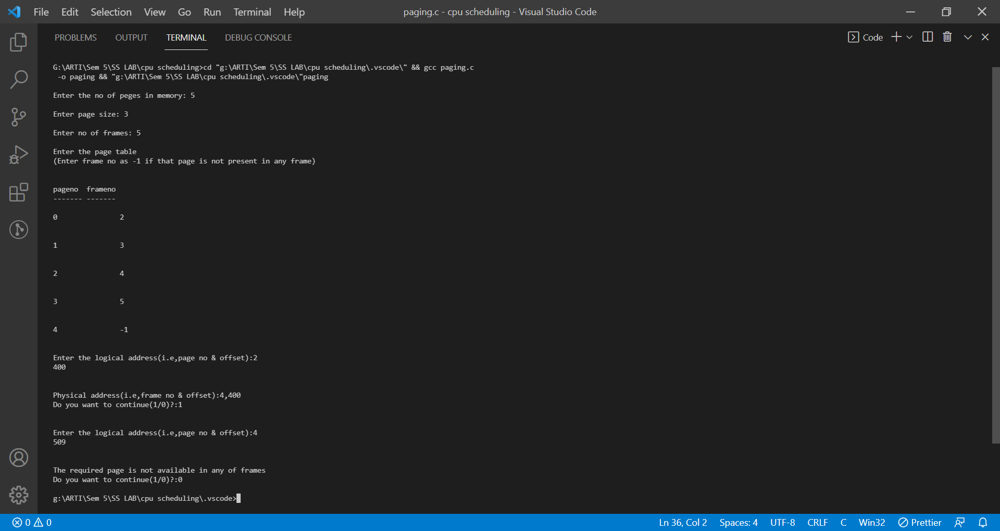 File Edit Selection View Go Run Terminal Help paging.c - cpu scheduling - Visual Studio Code
PROBLEMS OUTPUT TERMINAL DEBUG CONSOLE Code
G:\ARTI\Sem 5\SS LAB\cpu scheduling>cd "g:\ARTI\Sem 5\SS LAB\cpu scheduling\.vscode\" && gcc paging.c
-o paging && "g:\ARTI\Sem 5\SS LAB\cpu scheduling\.vscode\"paging
Enter the no of peges in memory: 5
Enter page size: 3
Enter no of frames: 5
Enter the page table
(Enter frame no as -1 if that page is not present in any frame)
pageno frameno
------- -------
0 2
1 3
2 4
3 5
4 -1
Enter the logical address(i.e,page no & offset):2
400
Physical address(i.e,frame no & offset):4,400
Do you want to continue(1/0)?:1
Enter the logical address(i.e,page no & offset):4
509
The required page is not available in any of frames
Do you want to continue(1/0)?:0
g:\ARTI\Sem 5\SS LAB\cpu scheduling\.vscode>
0 0 Ln 36, Col 2 Spaces: 4 UTF-8 CRLF C Win32 Prettier